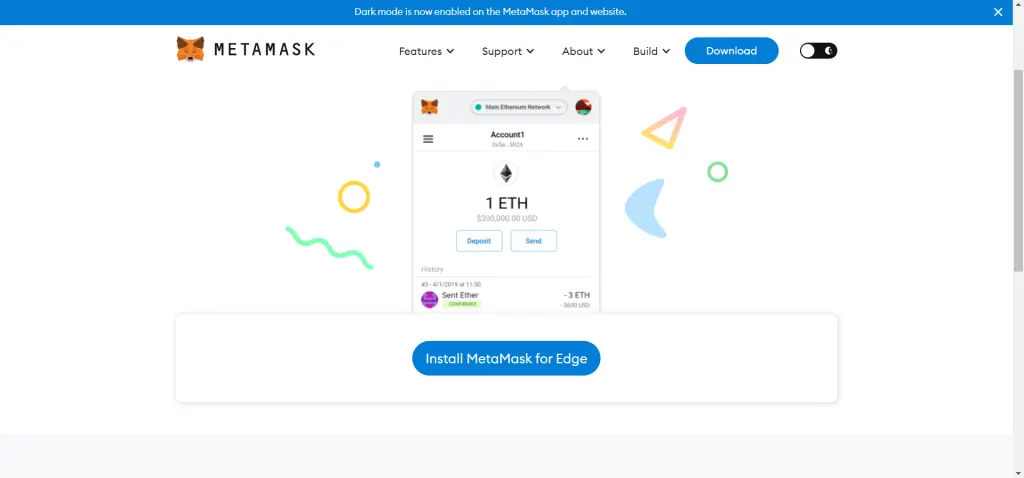 Dark mode is now enabled on the MetaMask app and website.
METAMASK
Features
Support
About
Build
Download
Main Ethereum Network
Account1
0x5e...5924
1 ETH
$300,000.00 USD
Deposit
Send
History
#3 - 4/1/2019 at 11:30
Sent Ether
- 3 ETH
CONFIRMED
- $600 USD
Install MetaMask for Edge